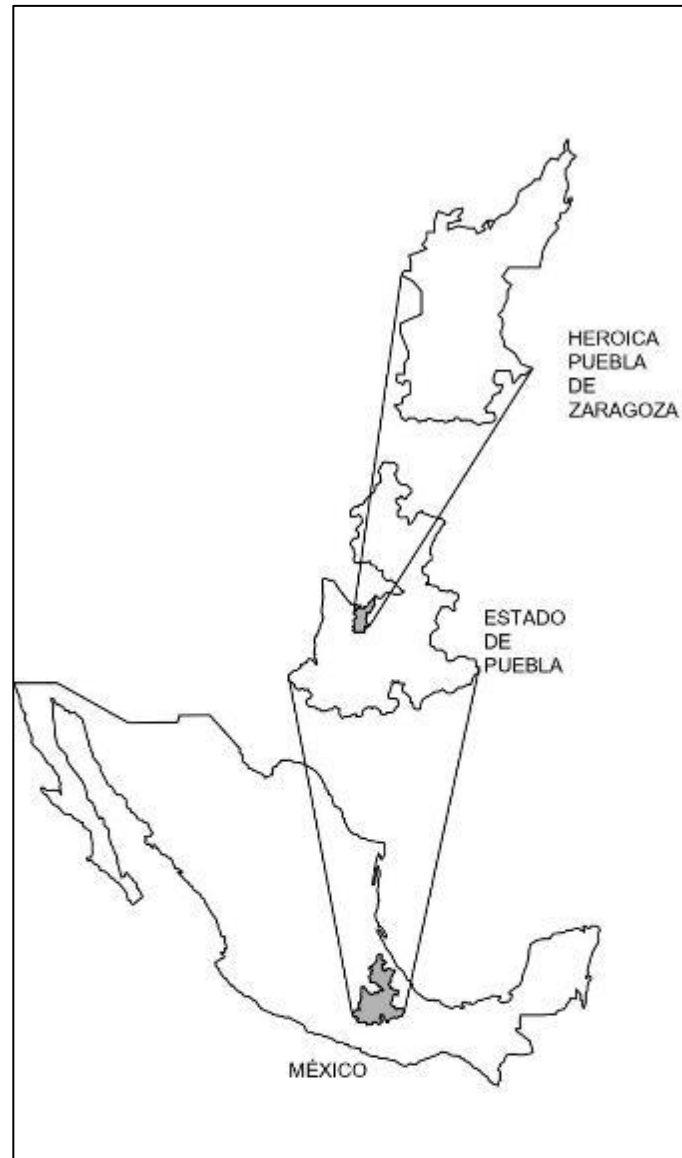 HEROICA
PUEBLA
DE
ZARAGOZA
ESTADO
DE
PUEBLA
MÉXICO